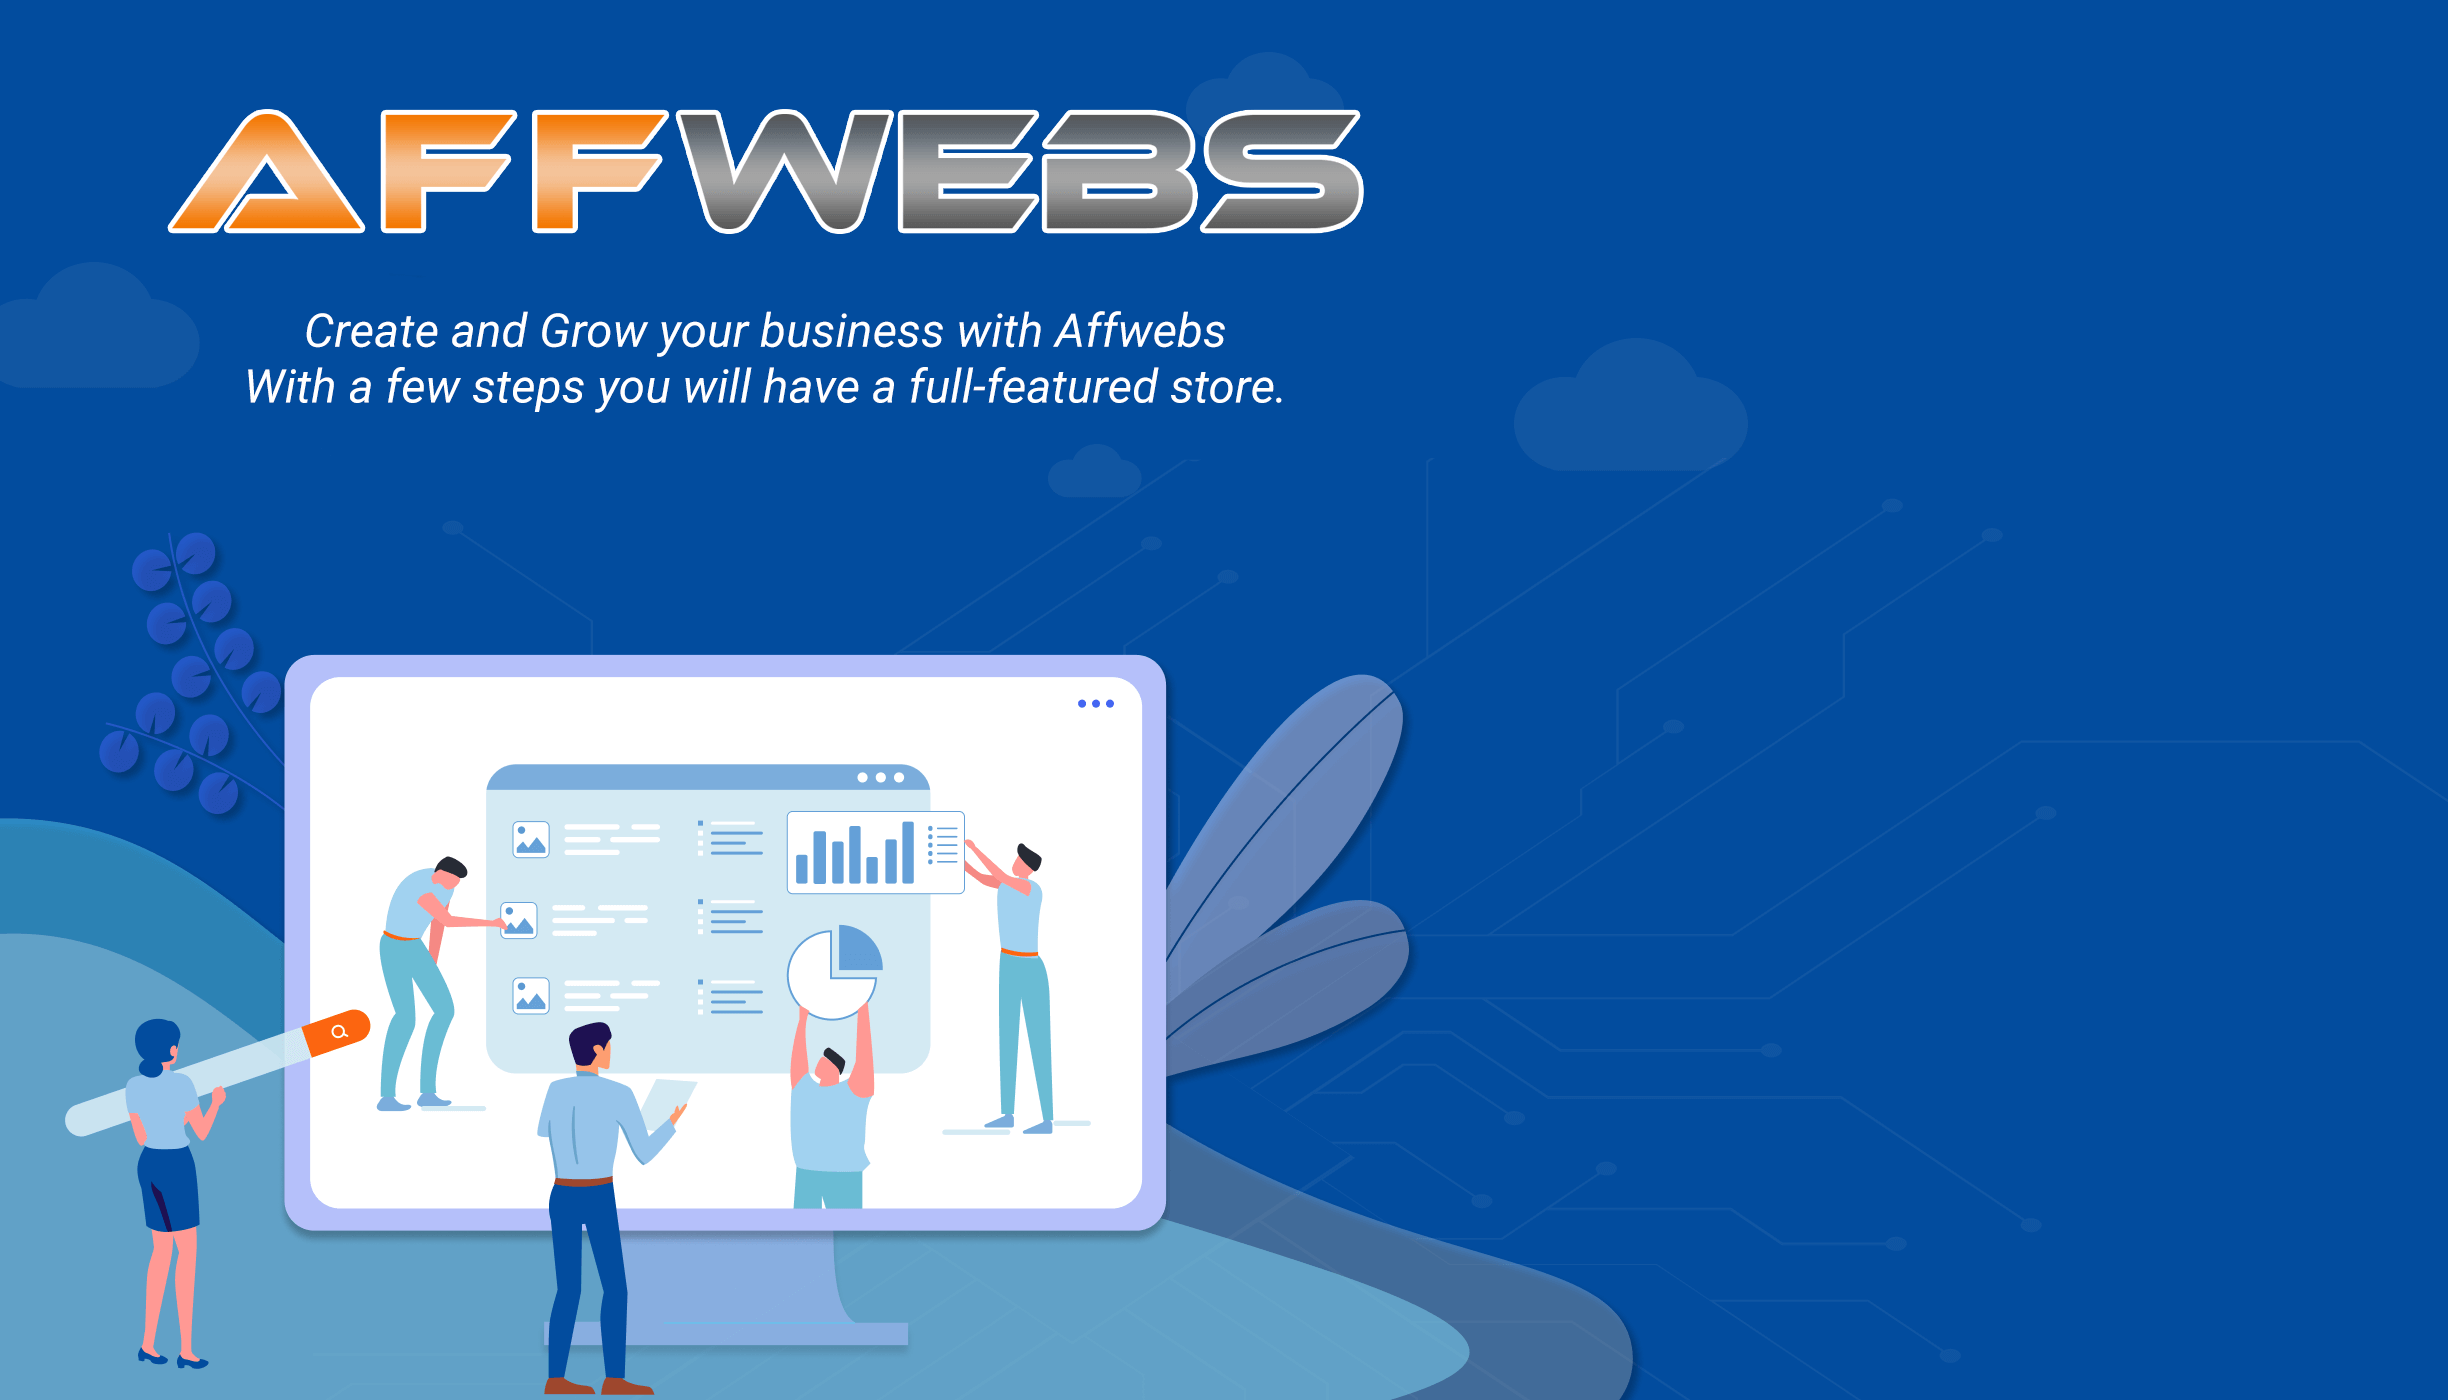 AFFWEBS
Create and Grow your business with Affwebs
With a few steps you will have a full-featured store.